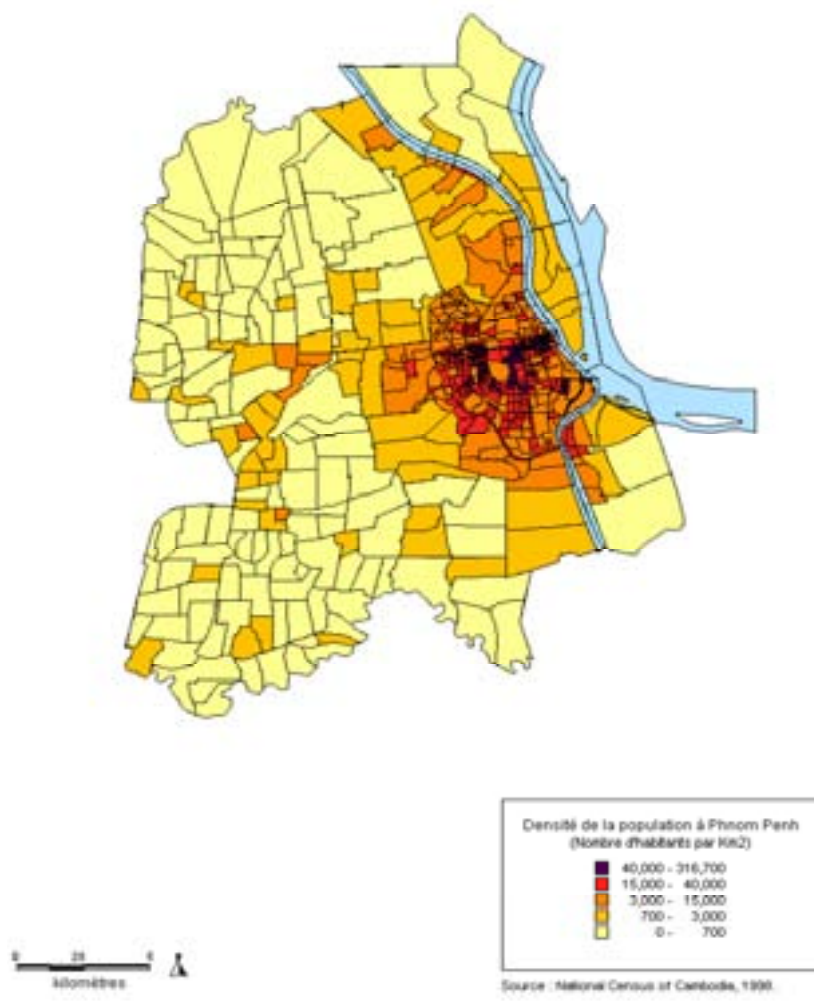 Densité de la population à Phnom Penh
(Nombre d'habitants par Km2)
40,000 - 316,700
15,000 - 40,000
3,000 - 15,000
700 - 3,000
0 - 700
0
kilomètres
Source : National Census of Cambodia, 1998.